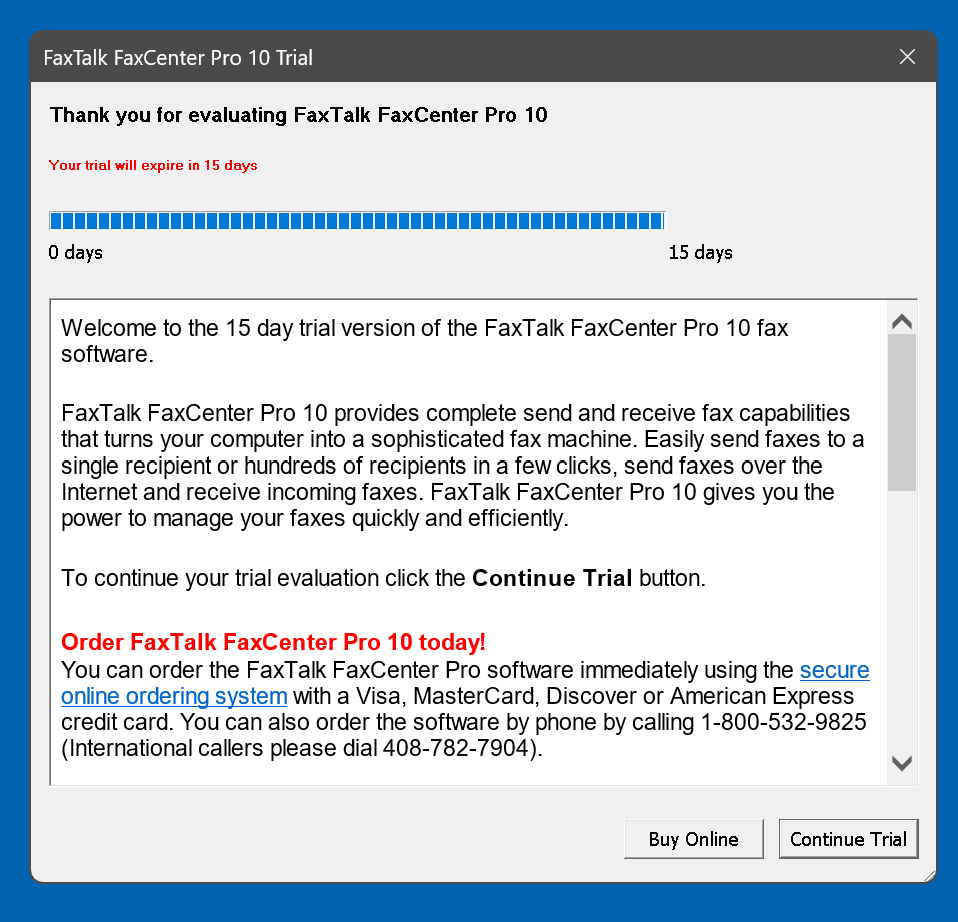 FaxTalk FaxCenter Pro 10 Trial
Thank you for evaluating FaxTalk FaxCenter Pro 10
Your trial will expire in 15 days
0 days 15 days
Welcome to the 15 day trial version of the FaxTalk FaxCenter Pro 10 fax
software.
FaxTalk FaxCenter Pro 10 provides complete send and receive fax capabilities
that turns your computer into a sophisticated fax machine. Easily send faxes to a
single recipient or hundreds of recipients in a few clicks, send faxes over the
Internet and receive incoming faxes. FaxTalk FaxCenter Pro 10 gives you the
power to manage your faxes quickly and efficiently.
To continue your trial evaluation click the Continue Trial button.
Order FaxTalk FaxCenter Pro 10 today!
You can order the FaxTalk FaxCenter Pro software immediately using the secure
online ordering system with a Visa, MasterCard, Discover or American Express
credit card. You can also order the software by phone by calling 1-800-532-9825
(International callers please dial 408-782-7904).
Buy Online Continue Trial